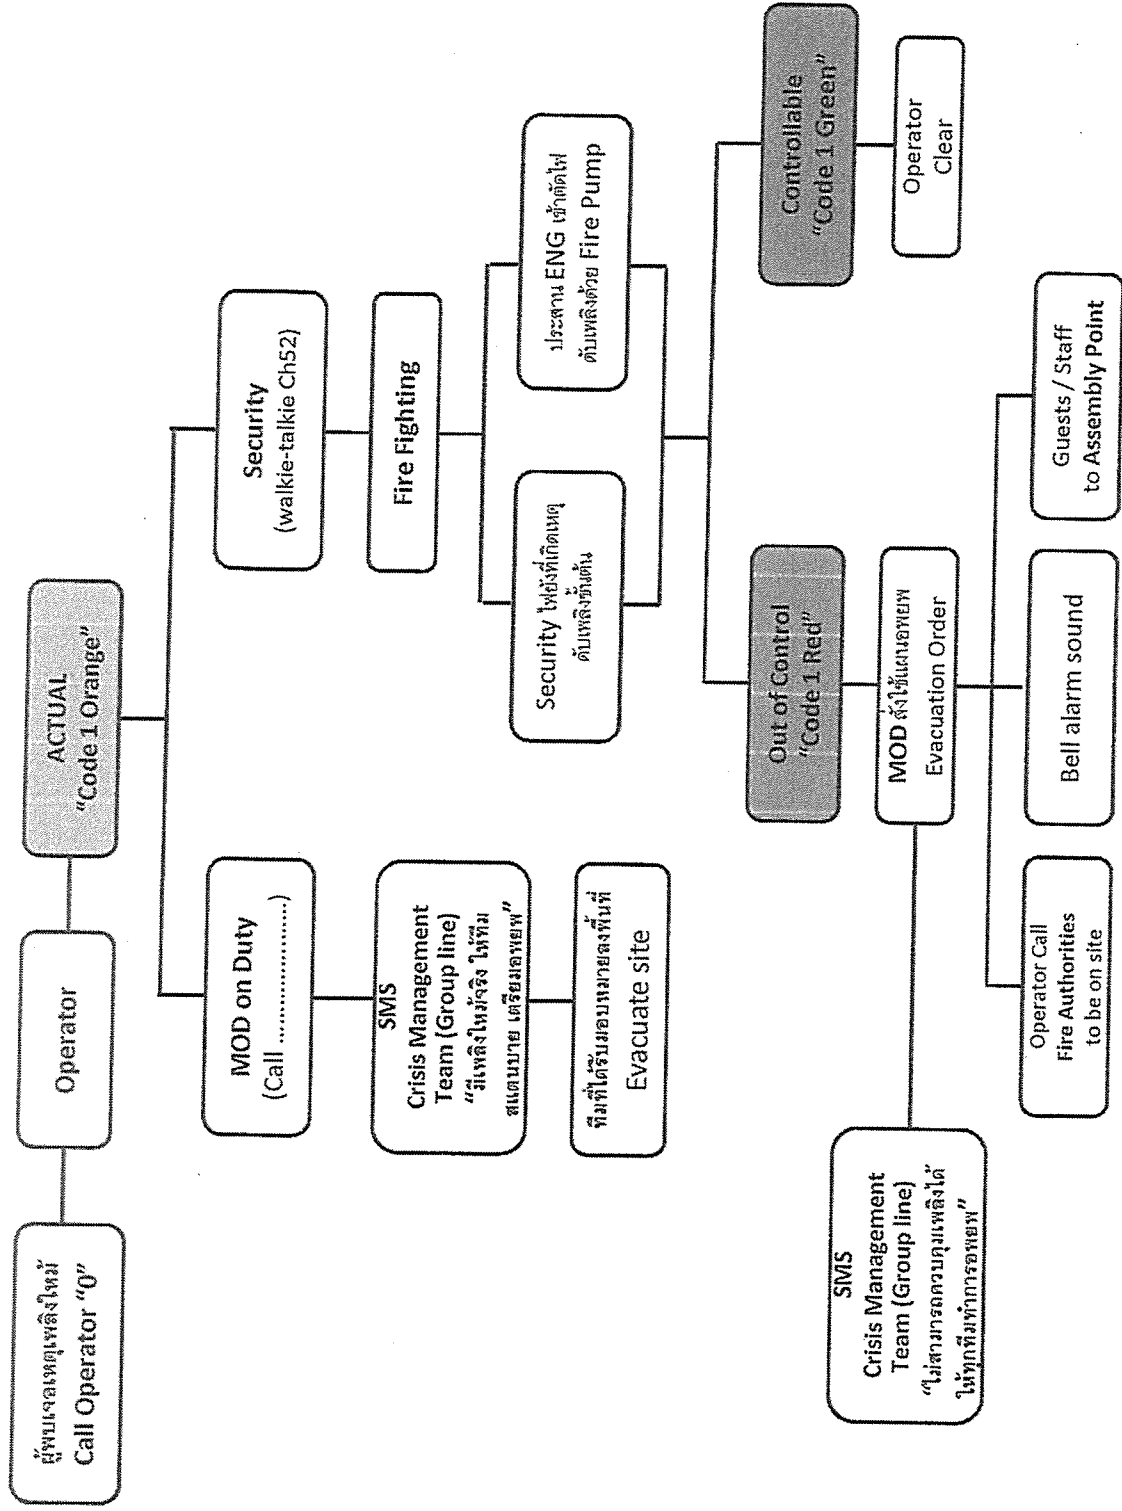 ผู้พบเจอเหตุเพลิงไหม้
Call Operator “0”
Operator
ACTUAL
“Code 1 Orange”
MOD on Duty
(Call .....................)
SMS
Crisis Management
Team (Group line)
“มีเพลิงไหม้จริง ให้ทีม
สแตนบาย เตรียมอพยพ”
ทีมที่ได้รับมอบหมายลงพื้นที่
Evacuate site
Security
(walkie-talkie Ch52)
Fire Fighting
Security ไปยังที่เกิดเหตุ
ดับเพลิงขั้นต้น
ประสาน ENG เข้าตัดไฟ
ดับเพลิงด้วย Fire Pump
Out of Control
“Code 1 Red”
Controllable
“Code 1 Green”
MOD สั่งใช้แผนอพยพ
Evacuation Order
Operator
Clear
SMS
Crisis Management
Team (Group line)
“ไม่สามารถควบคุมเพลิงได้
ให้ทุกทีมทำการอพยพ”
Operator Call
Fire Authorities
to be on site
Bell alarm sound
Guests / Staff
to Assembly Point